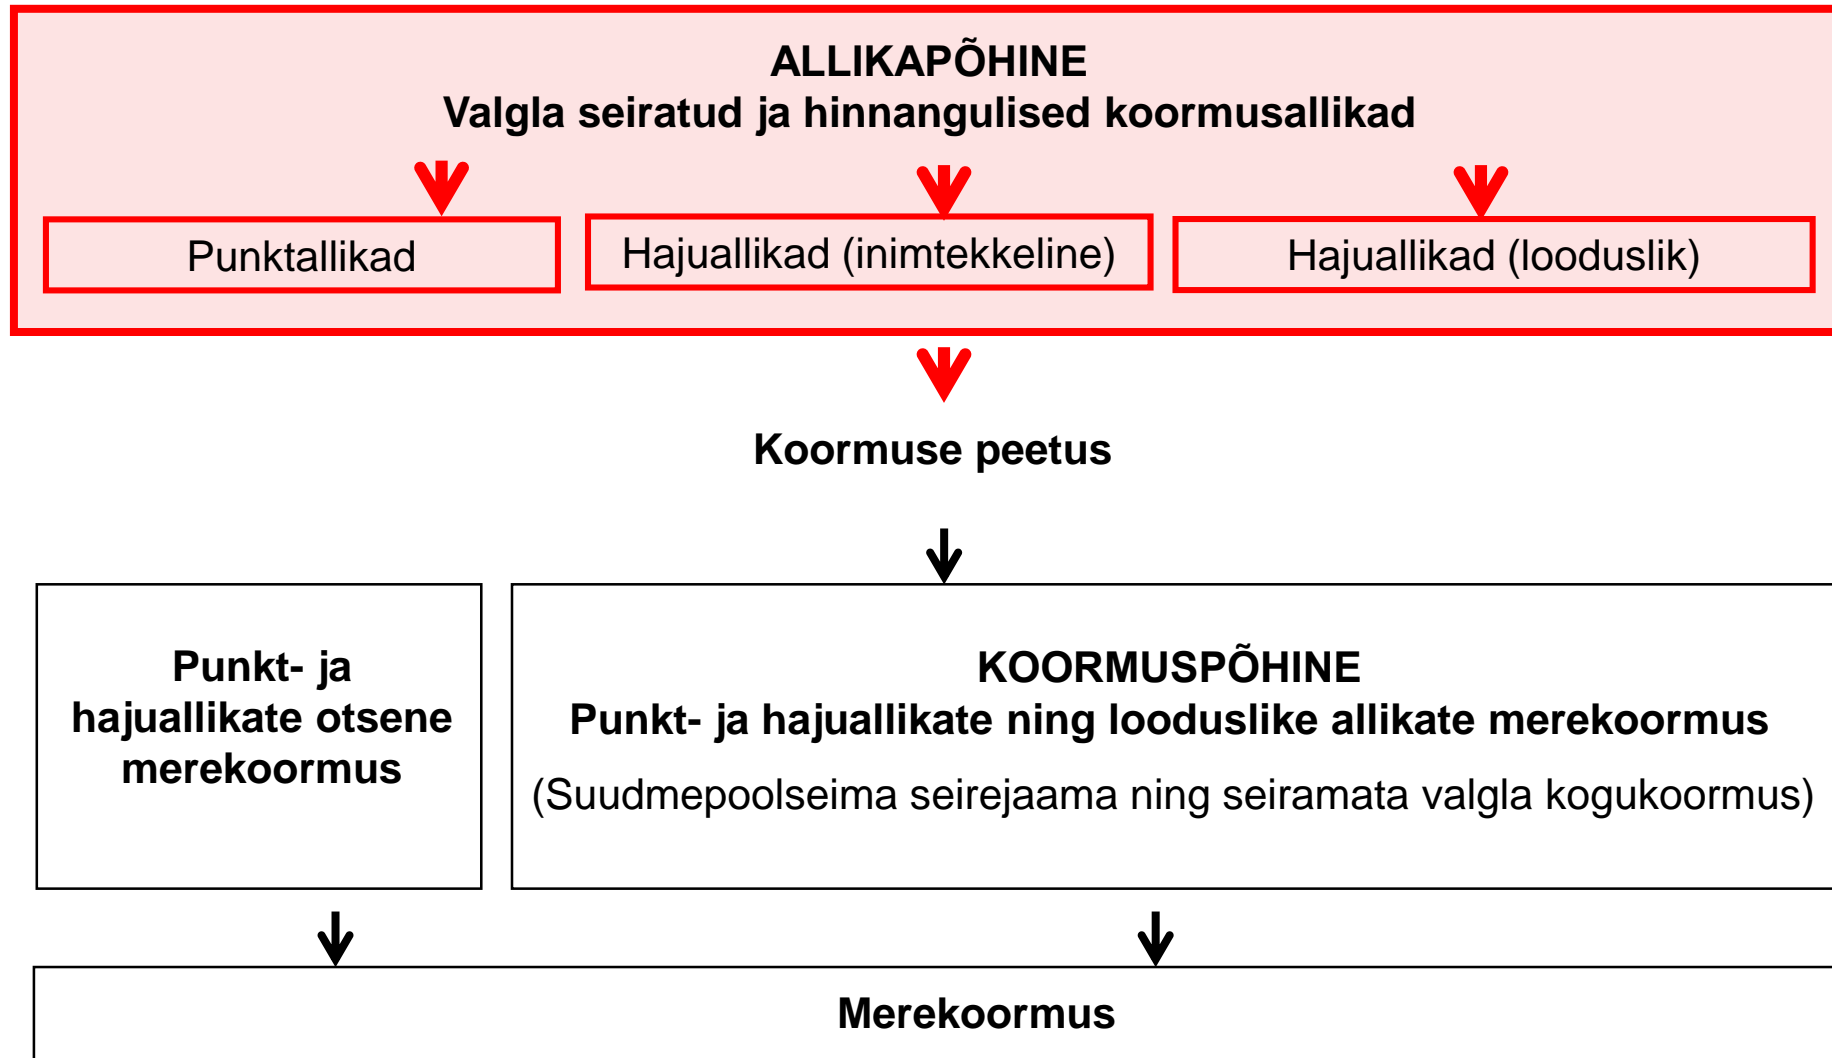 ALLIKAPÕHINE
Valgla seiratud ja hinnangulised koormusallikad
Punktallikad
Hajuallikad (inimtekkeline)
Hajuallikad (looduslik)
Koormuse peetus
Punkt- ja
hajuallikate otsene
merekoormus
KOORMUSPÕHINE
Punkt- ja hajuallikate ning looduslike allikate merekoormus
(Suudmepoolseima seirejaama ning seiramata valgla kogukoormus)
Merekoormus